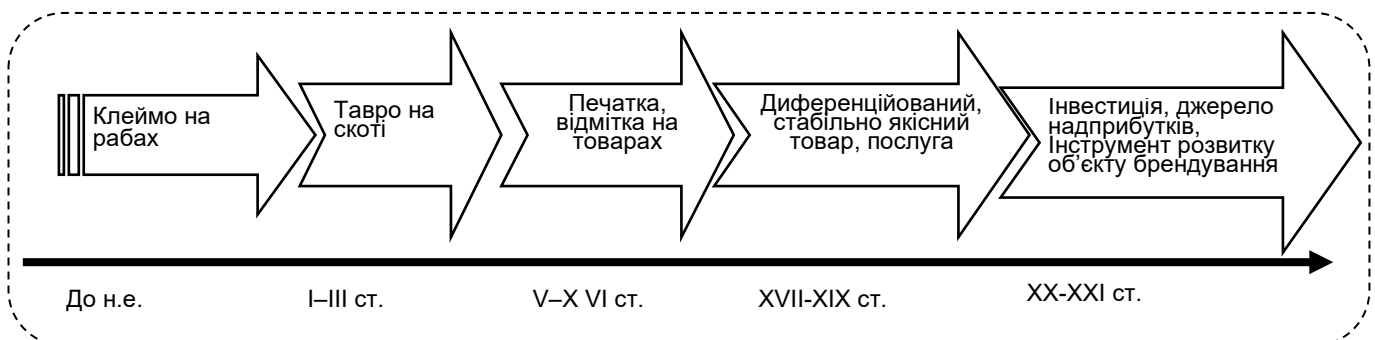 Клеймо на
рабах
Тавро на
скоті
Печатка,
відмітка на
товарах
Диференційований,
стабільно якісний
товар, послуга
Інвестиція, джерело
надприбутків,
Інструмент розвитку
об’єкту брендування
До н.е.
I–III ст.
V–X VI ст.
XVII-XIX ст.
XX-XXI ст.